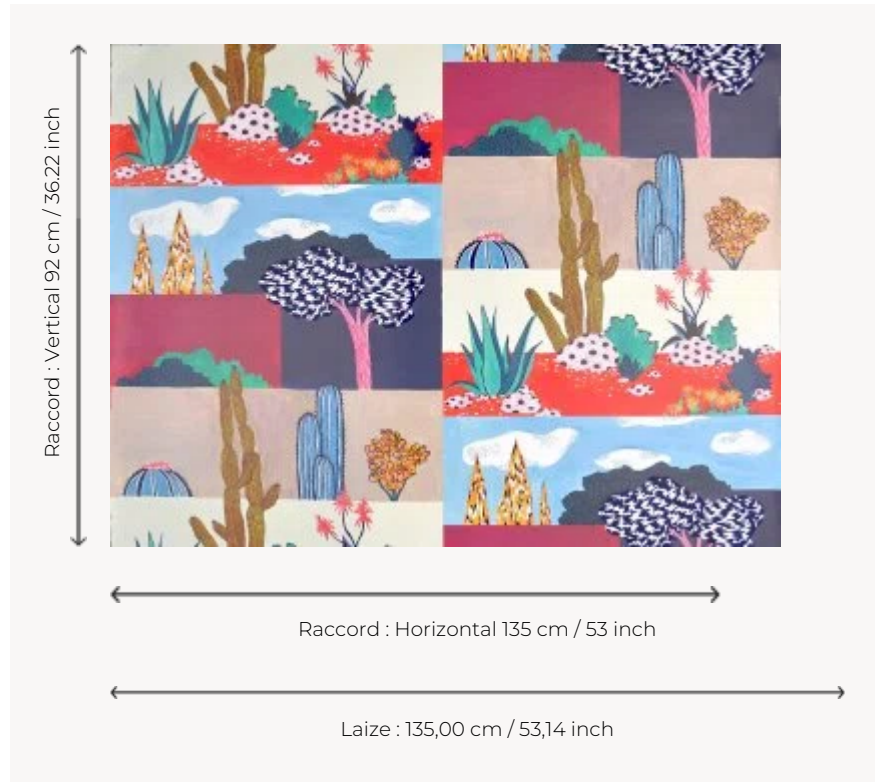 Raccord : Vertical 92 cm / 36.22 inch
Raccord : Horizontal 135 cm / 53 inch
Laize : 135,00 cm / 53,14 inch